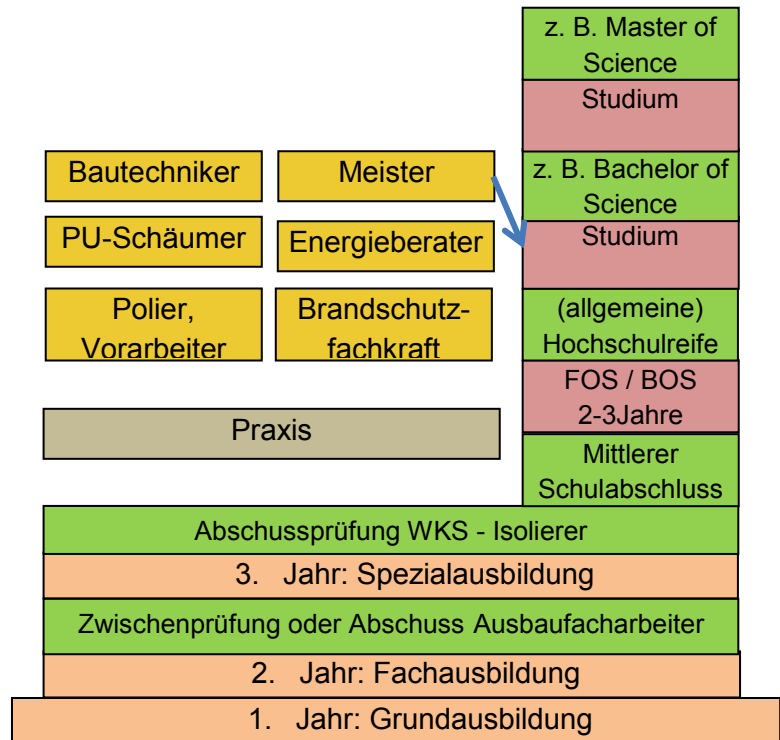 z. B. Master of
Science
Studium
Bautechniker
Meister
z. B. Bachelor of
Science
PU-Schäumer
Energieberater
Studium
Polier,
Vorarbeiter
Brandschutz-
fachkraft
(allgemeine)
Hochschulreife
FOS / BOS
2-3Jahre
Praxis
Mittlerer
Schulabschluss
Abschussprüfung WKS - Isolierer
3. Jahr: Spezialausbildung
Zwischenprüfung oder Abschuss Ausbaufacharbeiter
2. Jahr: Fachausbildung
1. Jahr: Grundausbildung